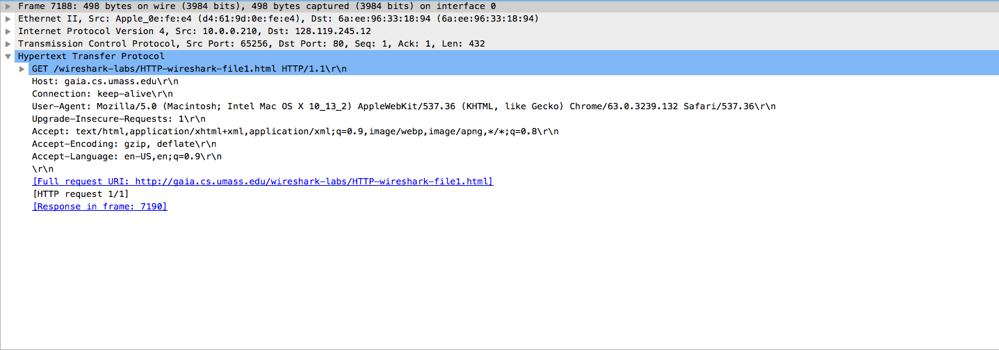 Frame 7188: 498 bytes on wire (3984 bits), 498 bytes captured (3984 bits) on interface 0
Ethernet II, Src: Apple_0e:fe:e4 (d4:61:9d:0e:fe:e4), Dst: 6a:ee:96:33:18:94 (6a:ee:96:33:18:94)
Internet Protocol Version 4, Src: 10.0.0.210, Dst: 128.119.245.12
Transmission Control Protocol, Src Port: 65256, Dst Port: 80, Seq: 1, Ack: 1, Len: 432
Hypertext Transfer Protocol
GET /wireshark-labs/HTTP-wireshark-file1.html HTTP/1.1\r\n
Host: gaia.cs.umass.edu\r\n
Connection: keep-alive\r\n
User-Agent: Mozilla/5.0 (Macintosh; Intel Mac OS X 10_13_2) AppleWebKit/537.36 (KHTML, like Gecko) Chrome/63.0.3239.132 Safari/537.36\r\n
Upgrade-Insecure-Requests: 1\r\n
Accept: text/html,application/xhtml+xml,application/xml;q=0.9,image/webp,image/apng,*/*;q=0.8\r\n
Accept-Encoding: gzip, deflate\r\n
Accept-Language: en-US,en;q=0.9\r\n
\r\n
[Full request URI: http://gaia.cs.umass.edu/wireshark-labs/HTTP-wireshark-file1.html]
[HTTP request 1/1]
[Response in frame: 7190]